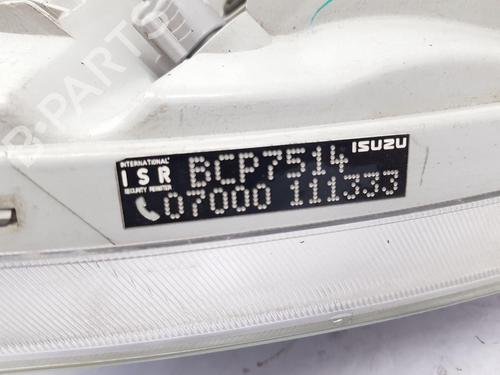 INTERNATIONAL
ISR
SECURITY REGISTER
BCP7514
ISUZU
07000 111333
B-PARTS